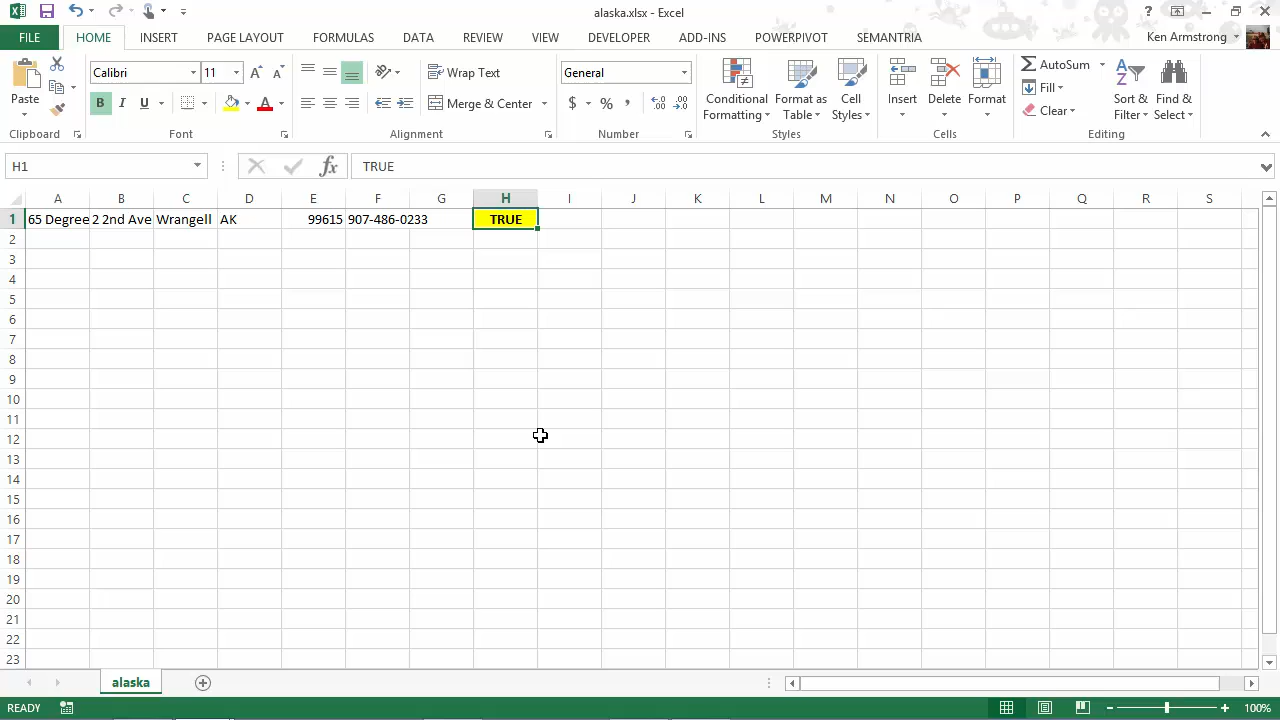 alaska.xlsx - Excel
?
FILE HOME INSERT PAGE LAYOUT FORMULAS DATA REVIEW VIEW DEVELOPER ADD-INS POWERPIVOT SEMANTRIA Ken Armstrong
Paste
Calibri 11 A A
B I U A
Wrap Text
Merge & Center
General
$ % , 
Conditional Formatting
Format as Table
Cell Styles
Insert
Delete
Format
AutoSum
Fill
Clear
Sort & Filter
Find & Select
Clipboard Font Alignment Number Styles Cells Editing
H1 fx TRUE
A B C D E F G H I J K L M N O P Q R S
1 65 Degree 2 2nd Ave Wrangell AK 99615 907-486-0233 TRUE
2
3
4
5
6
7
8
9
10
11
12
13
14
15
16
17
18
19
20
21
22
23
alaska
READY 100%